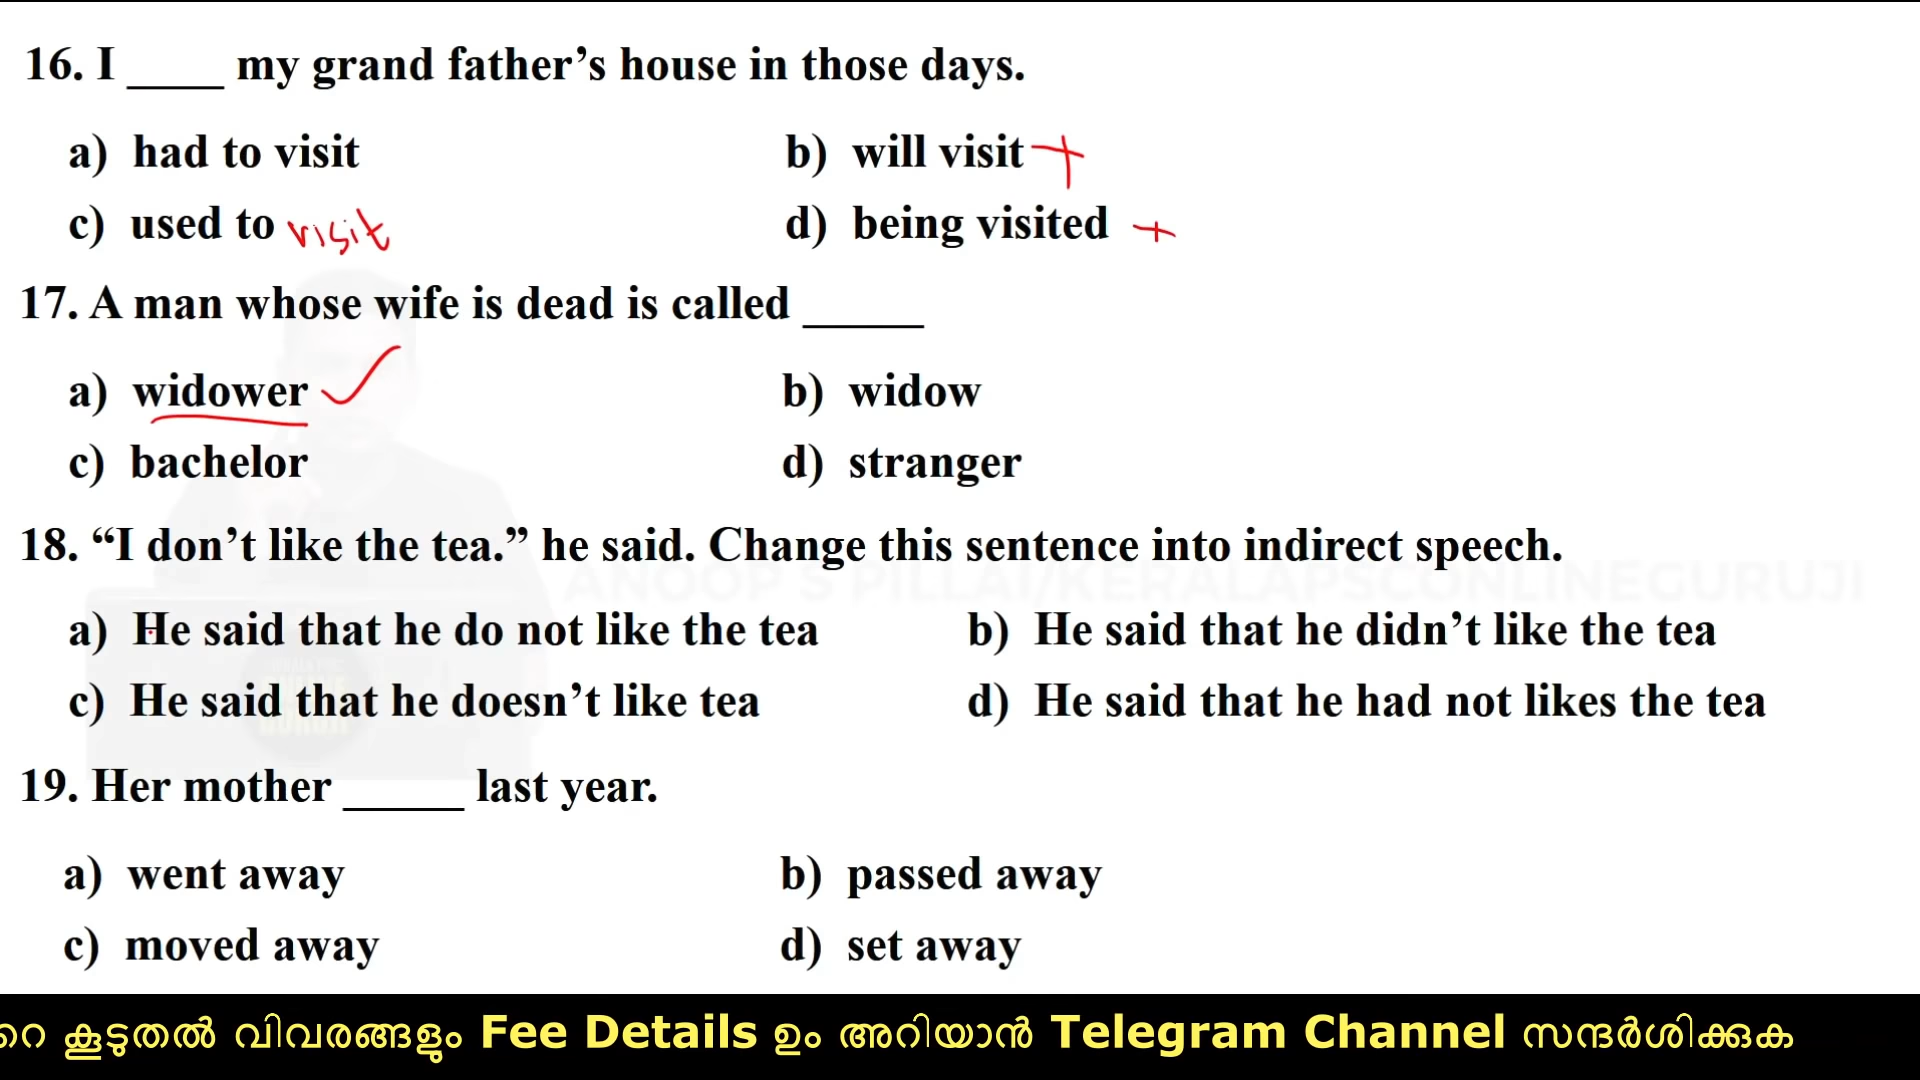 16. I ____ my grand father’s house in those days.
a) had to visit b) will visit
c) used to visit d) being visited
17. A man whose wife is dead is called _____
a) widower b) widow
c) bachelor d) stranger
18. “I don’t like the tea.” he said. Change this sentence into indirect speech.
ANOOP S PILLAI/KERALAPSCONLINEGURUJI
a) He said that he do not like the tea b) He said that he didn’t like the tea
c) He said that he doesn’t like tea d) He said that he had not likes the tea
19. Her mother _____ last year.
a) went away b) passed away
c) moved away d) set away
റെ കൂടുതൽ വിവരങ്ങളും Fee Details ഉം അറിയാൻ Telegram Channel സന്ദർശിക്കുക